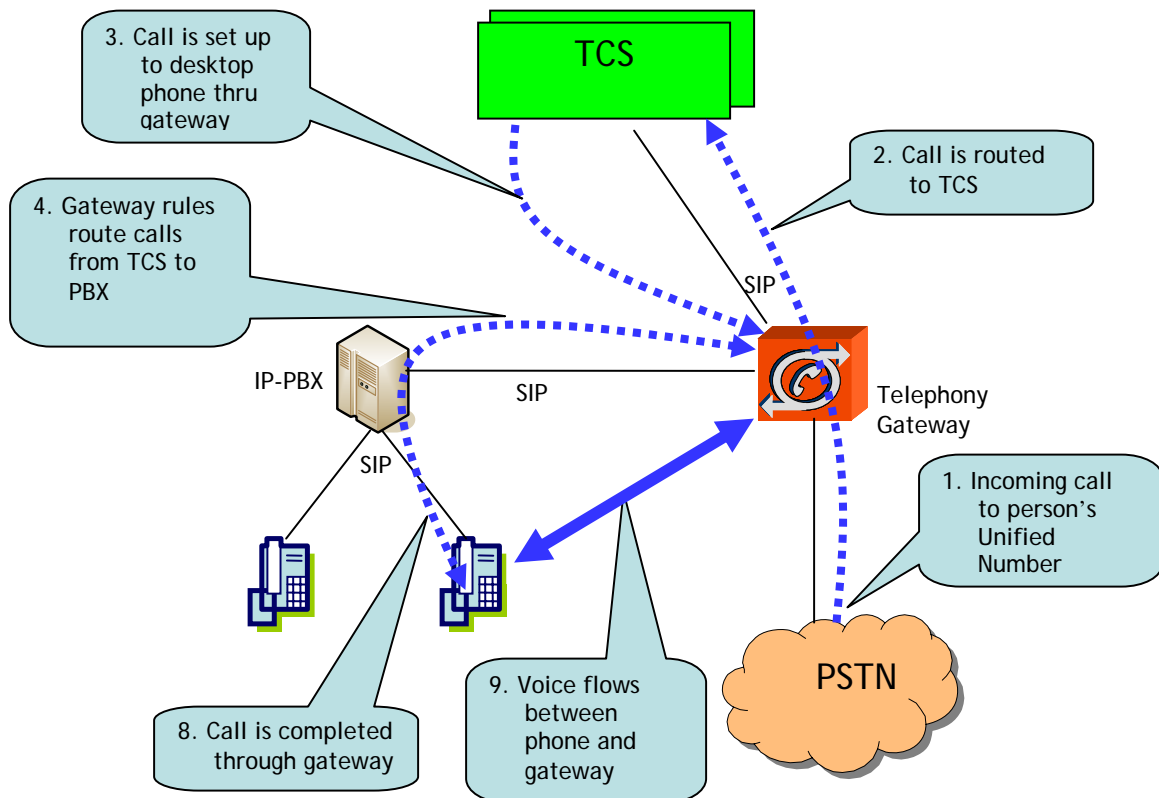 3. Call is set up
to desktop
phone thru
gateway
TCS
2. Call is routed
to TCS
4. Gateway rules
route calls
from TCS to
PBX
SIP
IP-PBX
SIP
Telephony
Gateway
SIP
1. Incoming call
to person's
Unified
Number
PSTN
9. Voice flows
between
phone and
gateway
8. Call is completed
through gateway